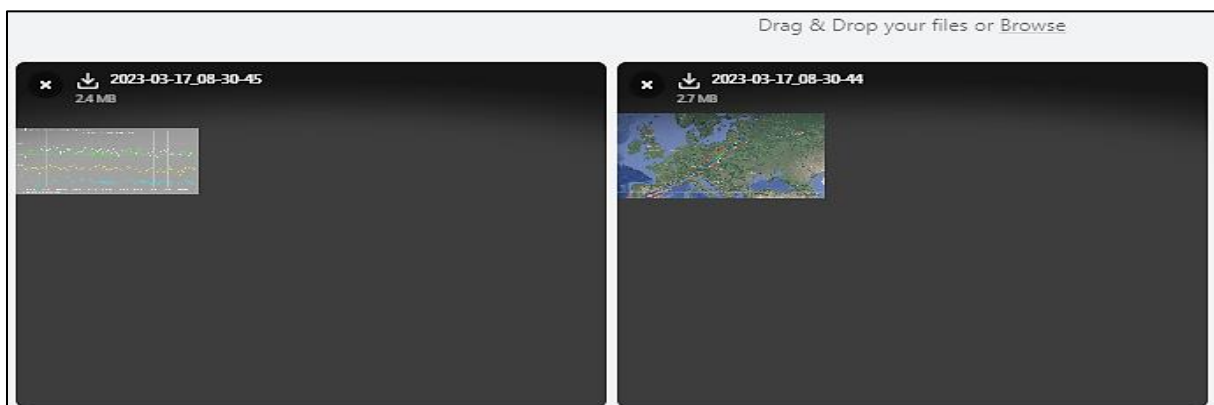 Drag & Drop your files or Browse
2023-03-17_08-30-45
2.4 MB
2023-03-17_08-30-44
2.7 MB